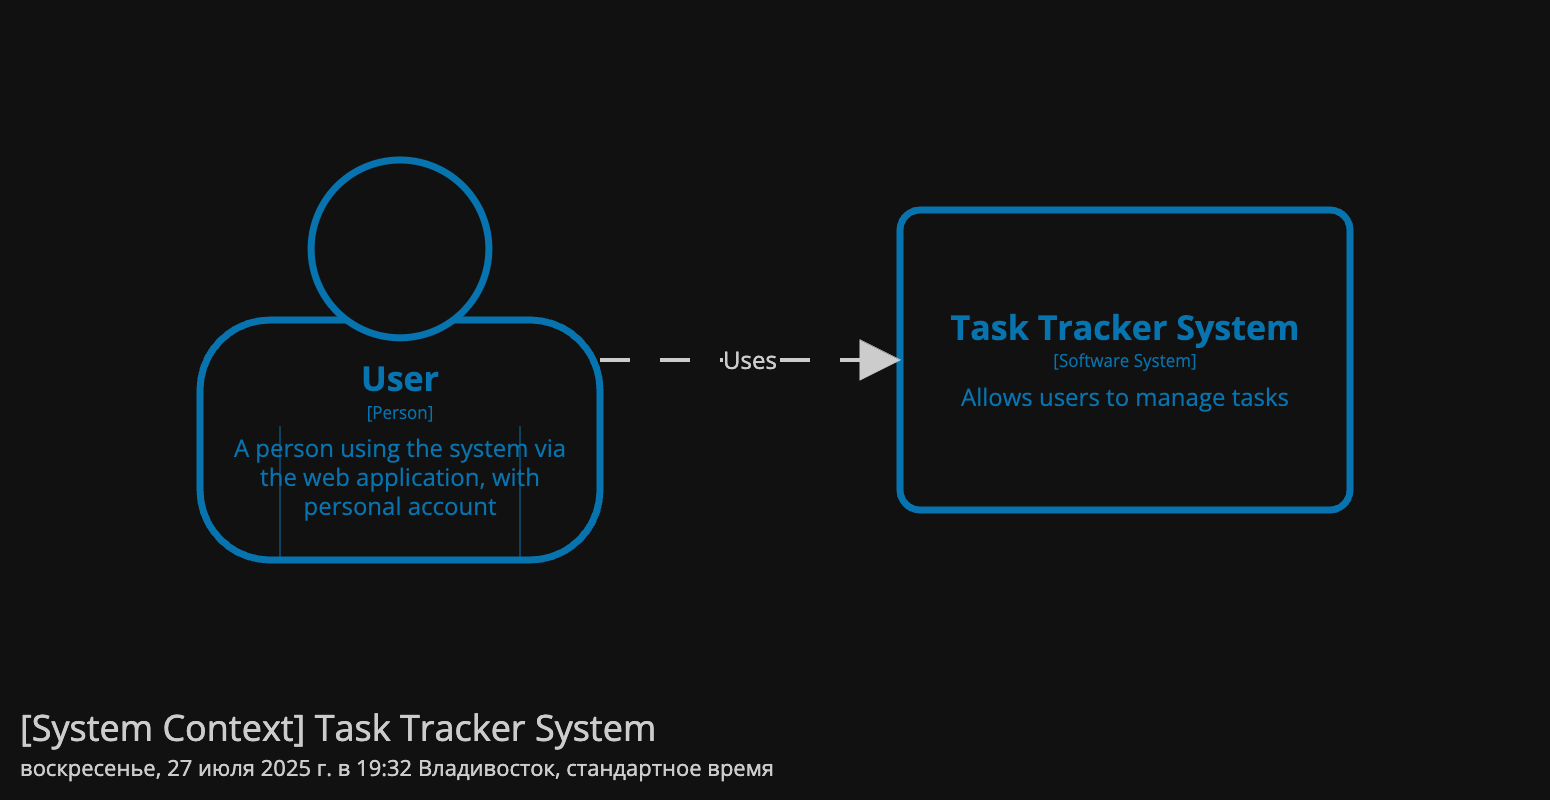 User
[Person]
A person using the system via
the web application, with
personal account
Uses
Task Tracker System
[Software System]
Allows users to manage tasks
[System Context] Task Tracker System
воскресенье, 27 июля 2025 г. в 19:32 Владивосток, стандартное время